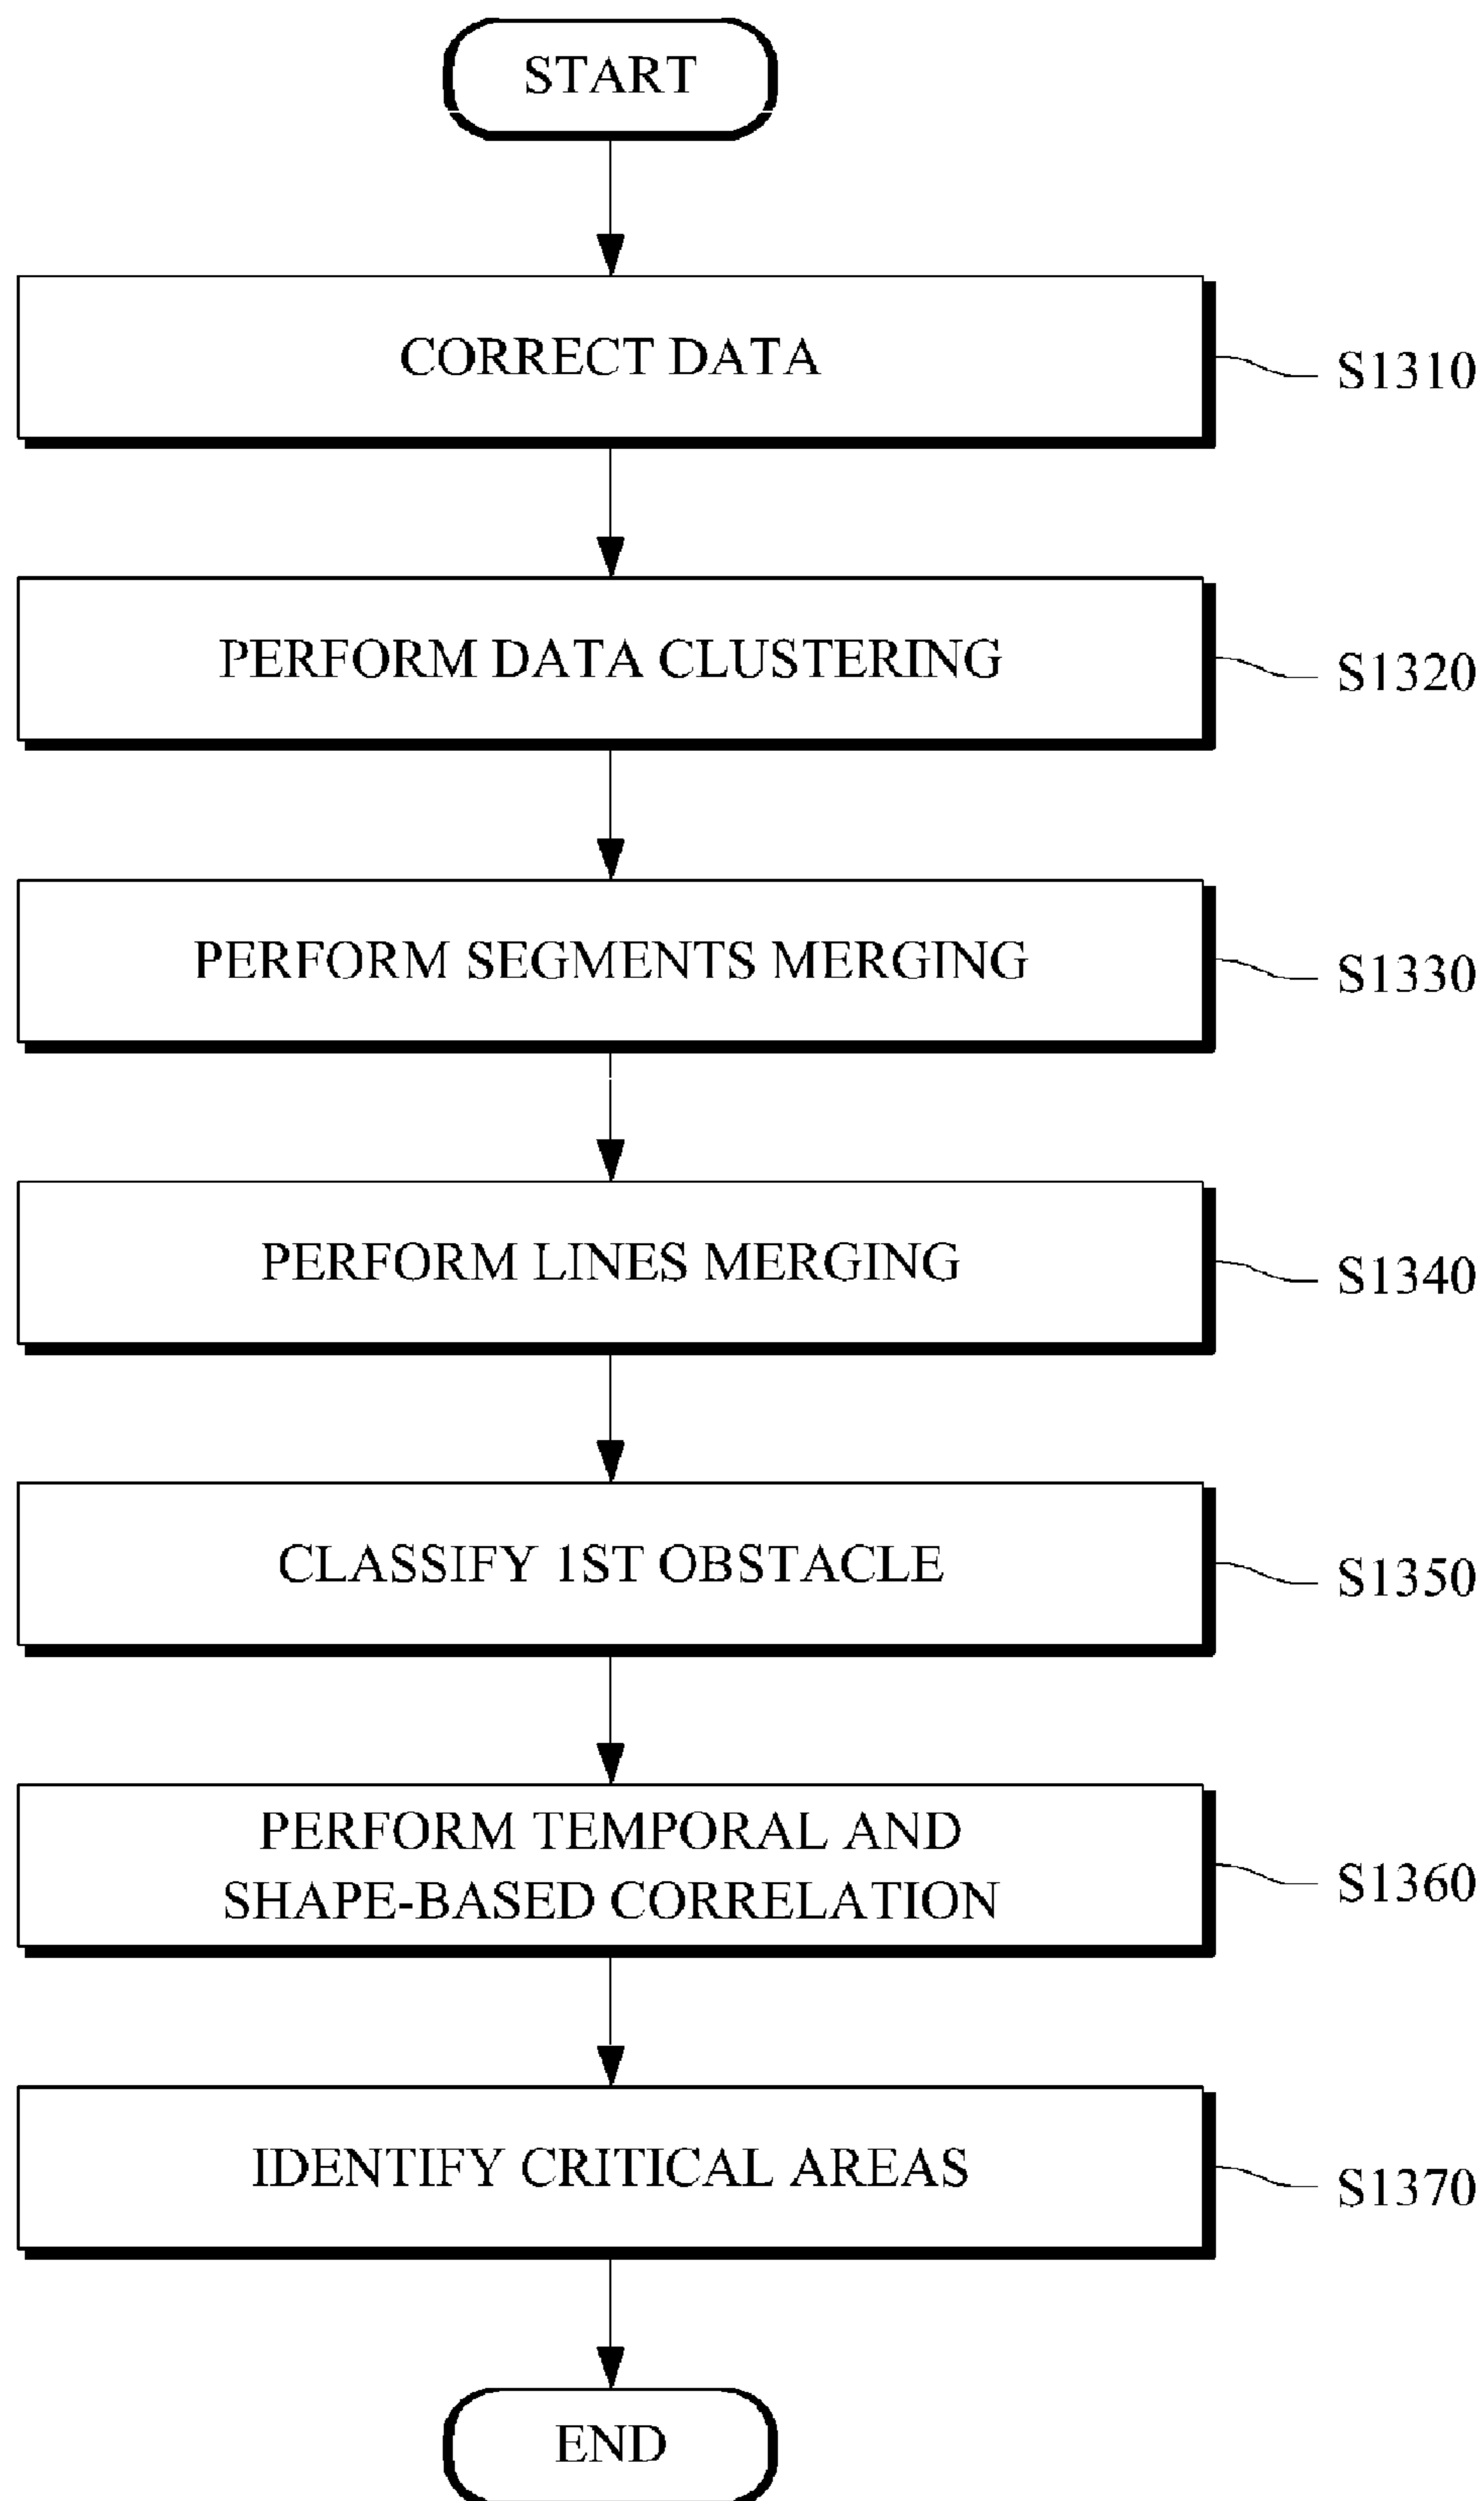 START
CORRECT DATA
S1310
PERFORM DATA CLUSTERING
S1320
PERFORM SEGMENTS MERGING
S1330
PERFORM LINES MERGING
S1340
CLASSIFY 1ST OBSTACLE
S1350
PERFORM TEMPORAL AND
SHAPE-BASED CORRELATION
S1360
IDENTIFY CRITICAL AREAS
S1370
END